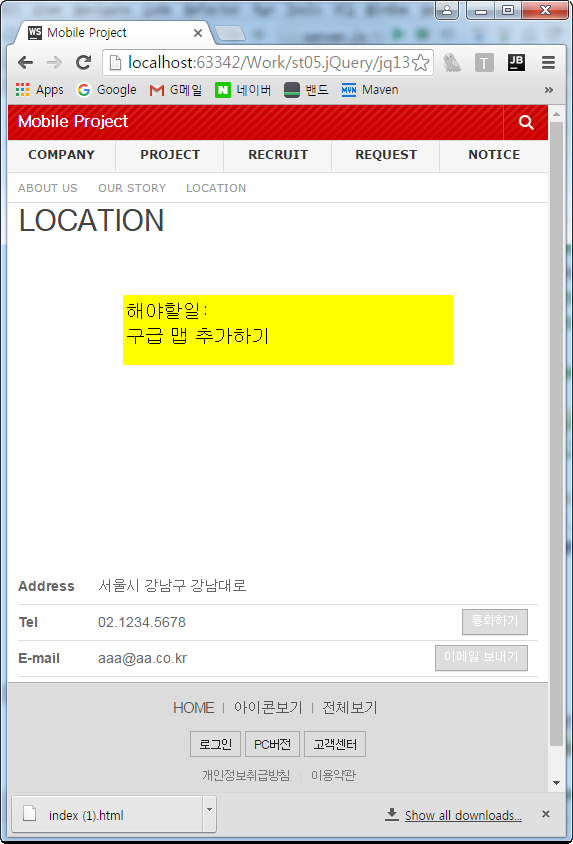 Mobile Project
localhost:63342/Work/st05.jQuery/jq13
Apps Google G메일 네이버 밴드 Maven »
Mobile Project
COMPANY PROJECT RECRUIT REQUEST NOTICE
ABOUT US OUR STORY LOCATION
LOCATION
해야할일:
구급 맵 추가하기
Address 서울시 강남구 강남대로
Tel 02.1234.5678 통화하기
E-mail aaa@aa.co.kr 이메일 보내기
HOME | 아이콘보기 | 전체보기
로그인 PC버전 고객센터
개인정보취급방침 | 이용약관
index (1).html Show all downloads...